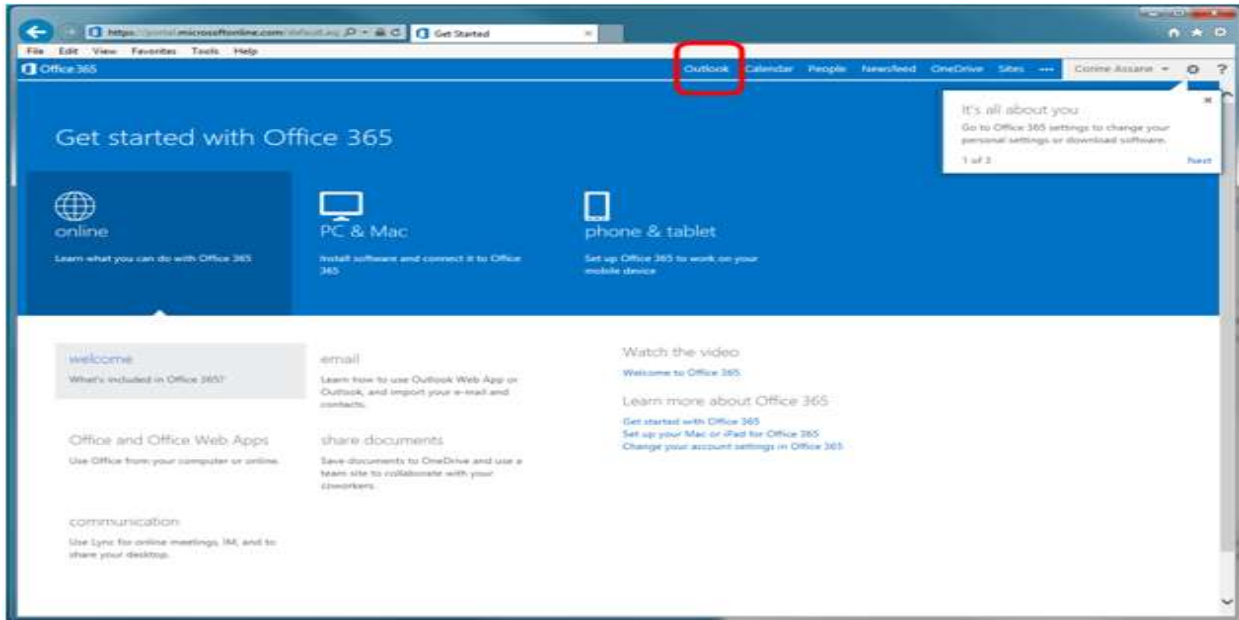 Get Started
File Edit View Favorites Tools Help
Office 365
Outlook Calendar People Newsfeed OneDrive Sites ••• Corine Assane ?
It's all about you
Go to Office 365 settings to change your
personal settings or download software.
1 of 3 Next
Get started with Office 365
online
Learn what you can do with Office 365
PC & Mac
Install software and connect it to Office
365
phone & tablet
Set up Office 365 to work on your
mobile device
welcome
What's included in Office 365?
email
Learn how to use Outlook Web App or
Outlook, and import your e-mail and
contacts.
Office and Office Web Apps
Use Office from your computer or online.
share documents
Save documents to OneDrive and use a
team site to collaborate with your
coworkers.
communication
Use Lync for online meetings, IM, and to
share your desktop.
Watch the video
Welcome to Office 365
Learn more about Office 365
Get started with Office 365
Set up your Mac or iPad for Office 365
Change your account settings in Office 365